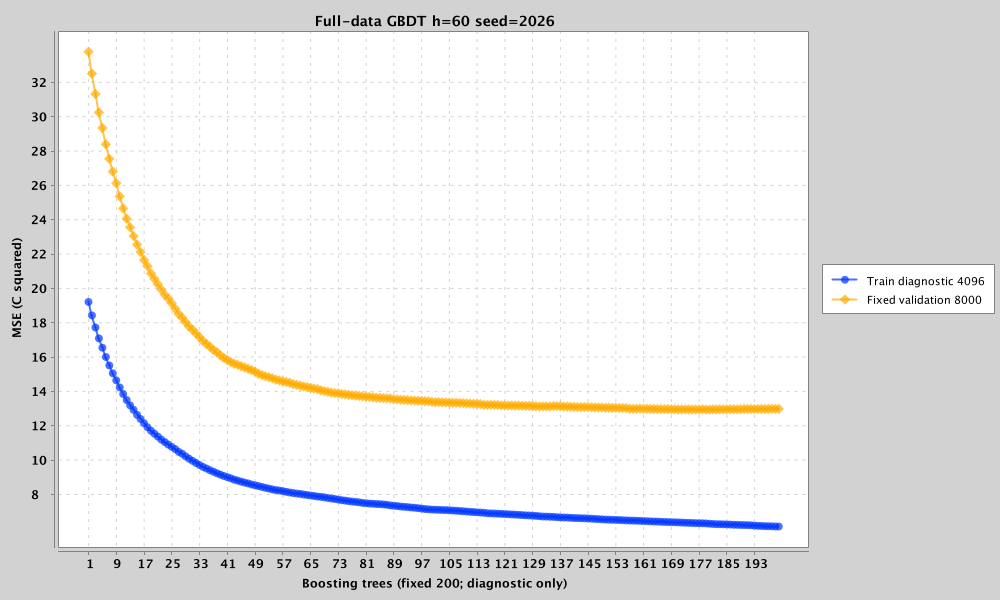 Full-data GBDT h=60 seed=2026
MSE (C squared)
32
30
28
26
24
22
20
18
16
14
12
10
8
1 9 17 25 33 41 49 57 65 73 81 89 97 105 113 121 129 137 145 153 161 169 177 185 193
Boosting trees (fixed 200; diagnostic only)
Train diagnostic 4096
Fixed validation 8000